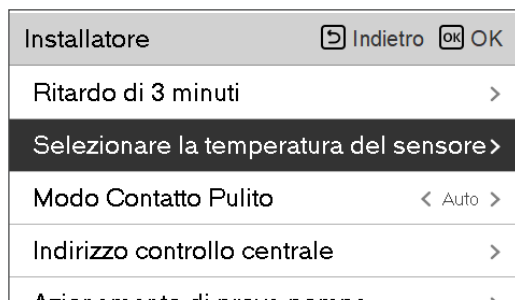 Installatore Indietro OK OK
Ritardo di 3 minuti >
Selezionare la temperatura del sensore >
Modo Contatto Pulito < Auto >
Indirizzo controllo centrale >